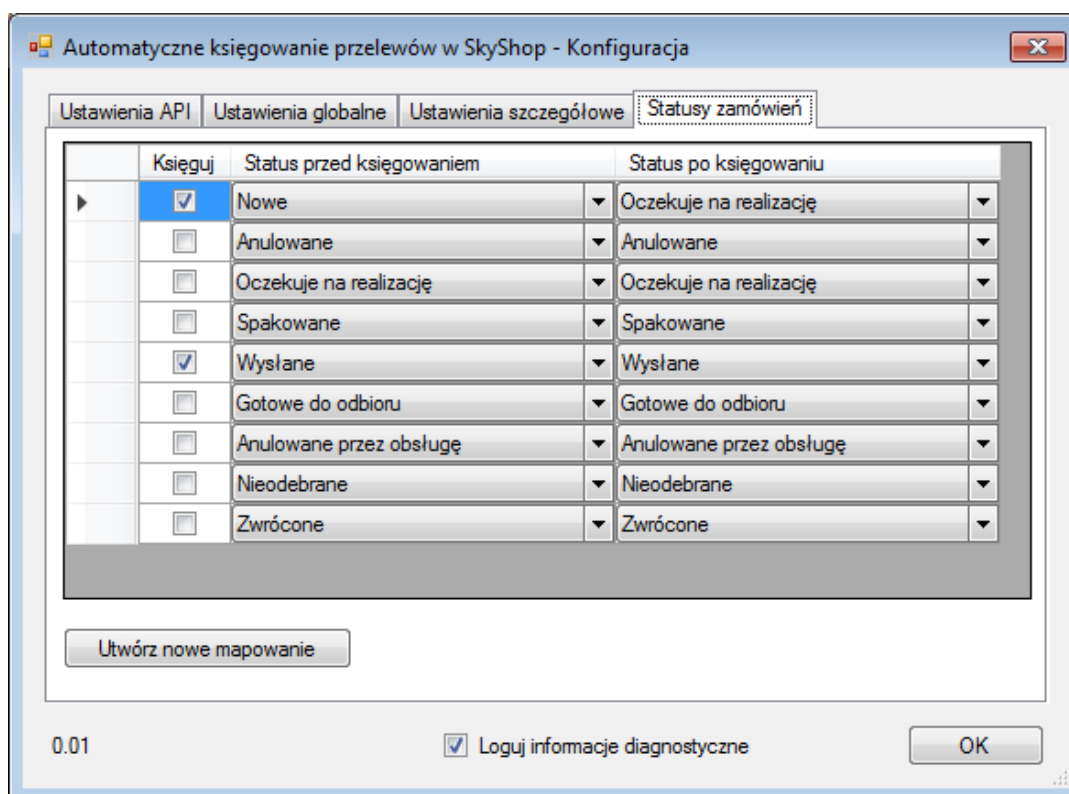 Automatyczne księgowanie przelewów w SkyShop - Konfiguracja
Ustawienia API Ustawienia globalne Ustawienia szczegółowe Statusy zamówień
Księguj Status przed księgowaniem Status po księgowaniu
Nowe Oczekuje na realizację
Anulowane Anulowane
Oczekuje na realizację Oczekuje na realizację
Spakowane Spakowane
Wysłane Wysłane
Gotowe do odbioru Gotowe do odbioru
Anulowane przez obsługę Anulowane przez obsługę
Nieodebrane Nieodebrane
Zwrócone Zwrócone
Utwórz nowe mapowanie
0.01 Loguj informacje diagnostyczne OK